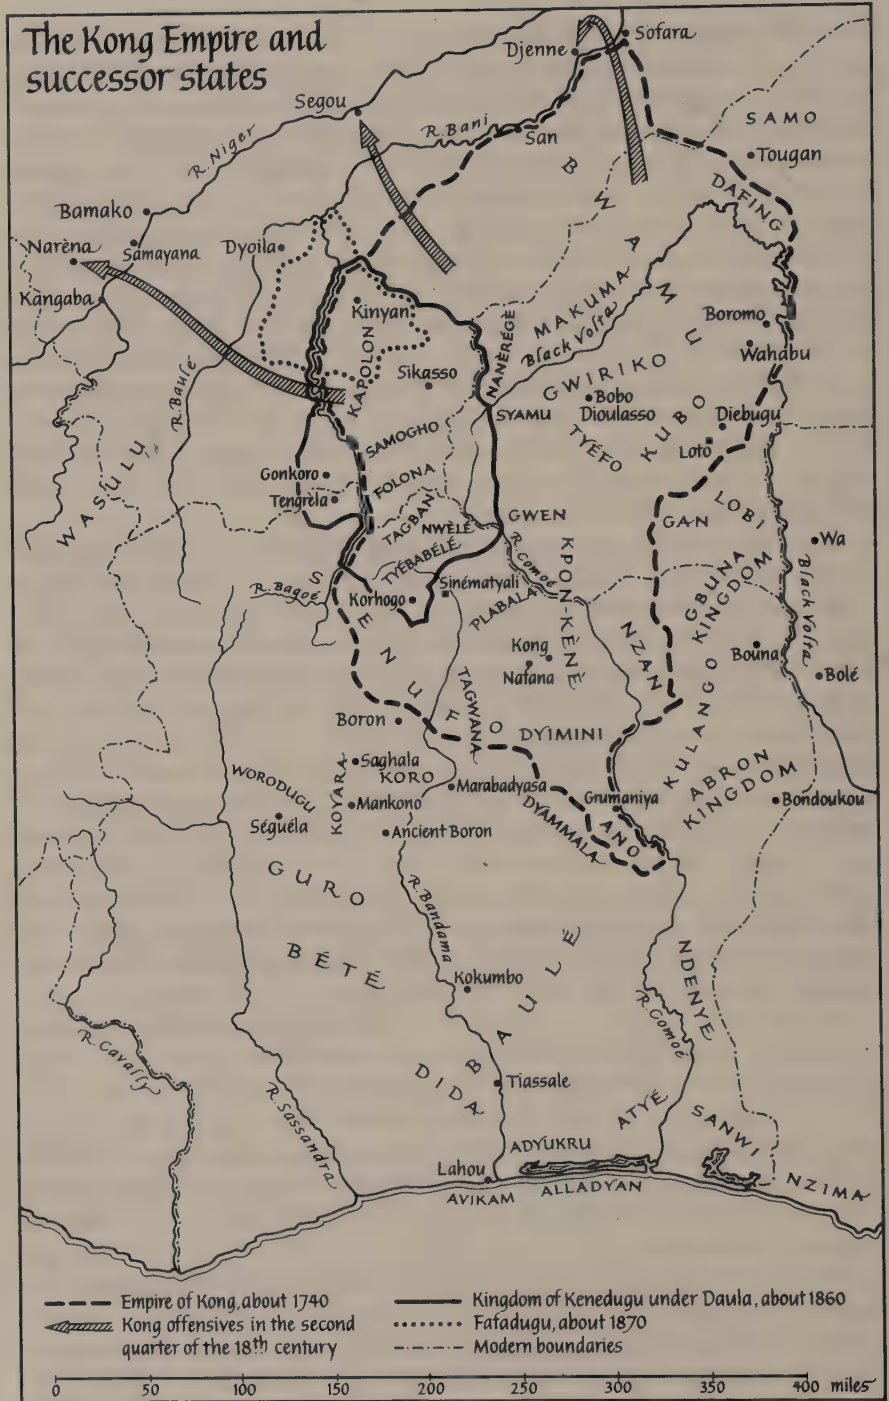 The Kong Empire and
successor states
Sofara
Djenne
Segou
R. Niger
R. Bani
San
SAMO
Tougan
DAFING
BWAMU
Bamako
Samayana
Narèna
Kangaba
Dyoila
Kinyan
KAPOLON
Sikasso
NANÈRÉGÈ
MAKUMA
Black Volta
Boromo
Wahabu
GWIRIKO
Bobo
Dioulasso
SYAMU
TYÉFO
KUBO
Diebugu
Loto
R. Baulé
WASULU
SAMOGHO
FOLONA
Gonkoro
Tengrèla
TAGBAN
NWÈLÉ
TYÉBABÉLÉ
GWEN
GAN
LOBI
Wa
R. Comoé
KPON-KÈNÉ
GBUNA
KINGDOM
Black Volta
R. Bagoé
SENUFO
Korhogo
Sinématyali
PLABALA
Kong
Nafana
NZAN
Bouna
Bolé
Boron
TAGWANA
DYIMINI
KULANGO
ABRON
KINGDOM
Saghala
KORO
WORODUGU
KOYARA
Mankono
Marabadyasa
Grumaniya
Bondoukou
Séguéla
Ancient Boron
DYAMMALA
ANO
GURO
R. Bandama
BÉTÉ
Kokumbo
BAULÉ
NDENYE
R. Comoé
R. Cavally
R. Sassandra
DIDA
Tiassale
ATYÉ
SANWI
ADYUKRU
Lahou
AVIKAM
ALLADYAN
NZIMA
Empire of Kong, about 1740
Kong offensives in the second
quarter of the 18th century
Kingdom of Kenedugu under Daula, about 1860
Fafadugu, about 1870
Modern boundaries
0 50 100 150 200 250 300 350 400 miles